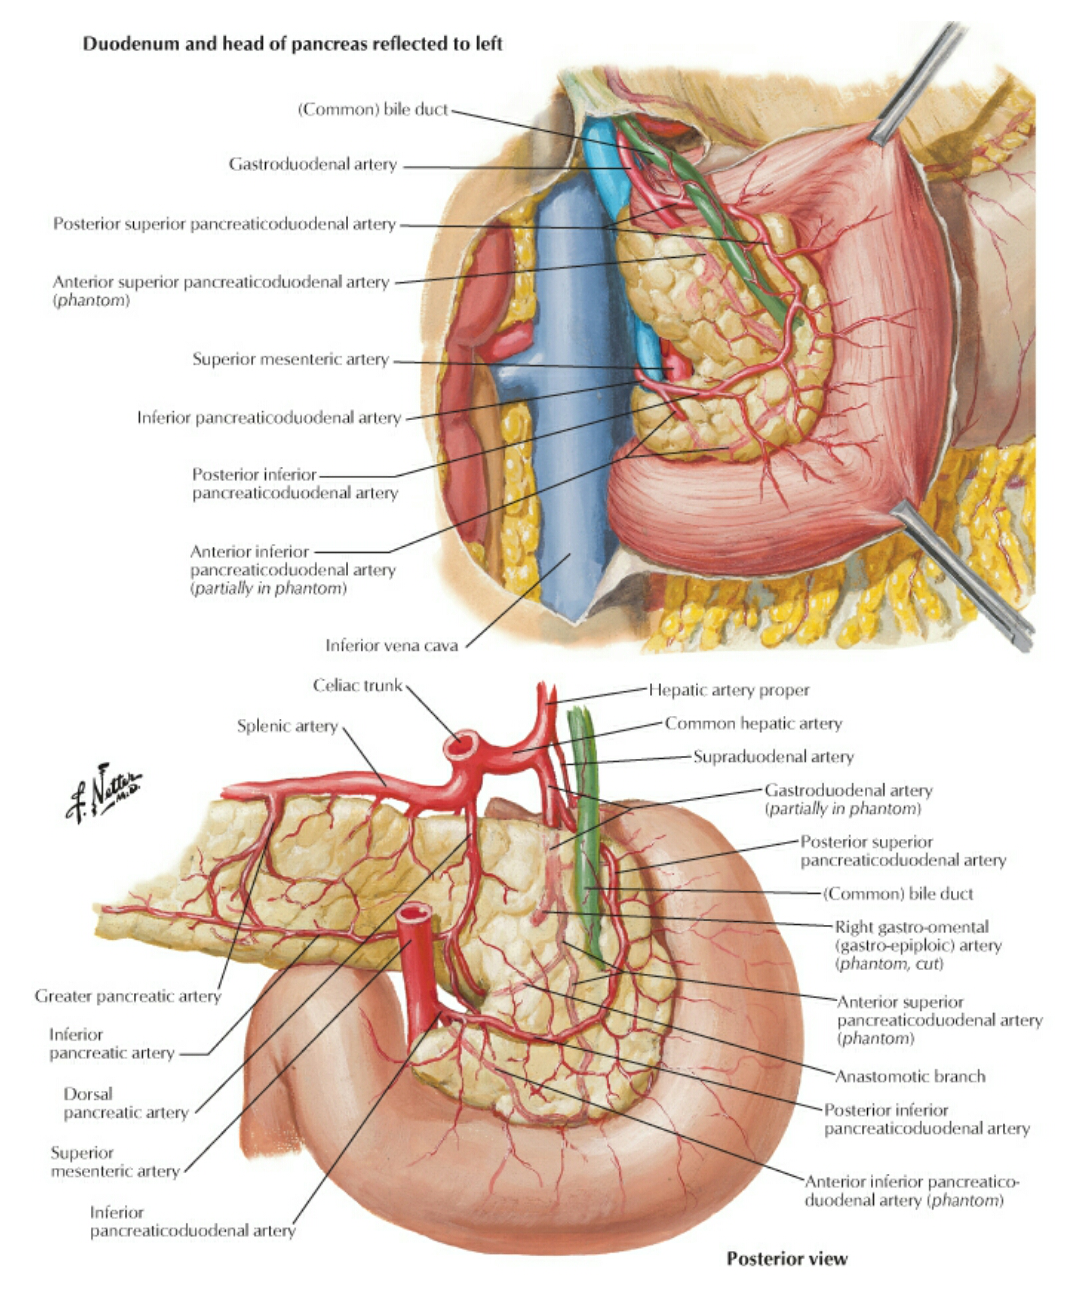 Duodenum and head of pancreas reflected to left
(Common) bile duct
Gastroduodenal artery
Posterior superior pancreaticoduodenal artery
Anterior superior pancreaticoduodenal artery
(phantom)
Superior mesenteric artery
Inferior pancreaticoduodenal artery
Posterior inferior
pancreaticoduodenal artery
Anterior inferior
pancreaticoduodenal artery
(partially in phantom)
Inferior vena cava
Celiac trunk
Splenic artery
Hepatic artery proper
Common hepatic artery
Supraduodenal artery
Gastroduodenal artery
(partially in phantom)
Posterior superior
pancreaticoduodenal artery
(Common) bile duct
Right gastro-omental
(gastro-epiploic) artery
(phantom, cut)
Anterior superior
pancreaticoduodenal artery
(phantom)
Anastomotic branch
Posterior inferior
pancreaticoduodenal artery
Anterior inferior pancreatico-
duodenal artery (phantom)
f. Netter
M.D.
Greater pancreatic artery
Inferior
pancreatic artery
Dorsal
pancreatic artery
Superior
mesenteric artery
Inferior
pancreaticoduodenal artery
Posterior view